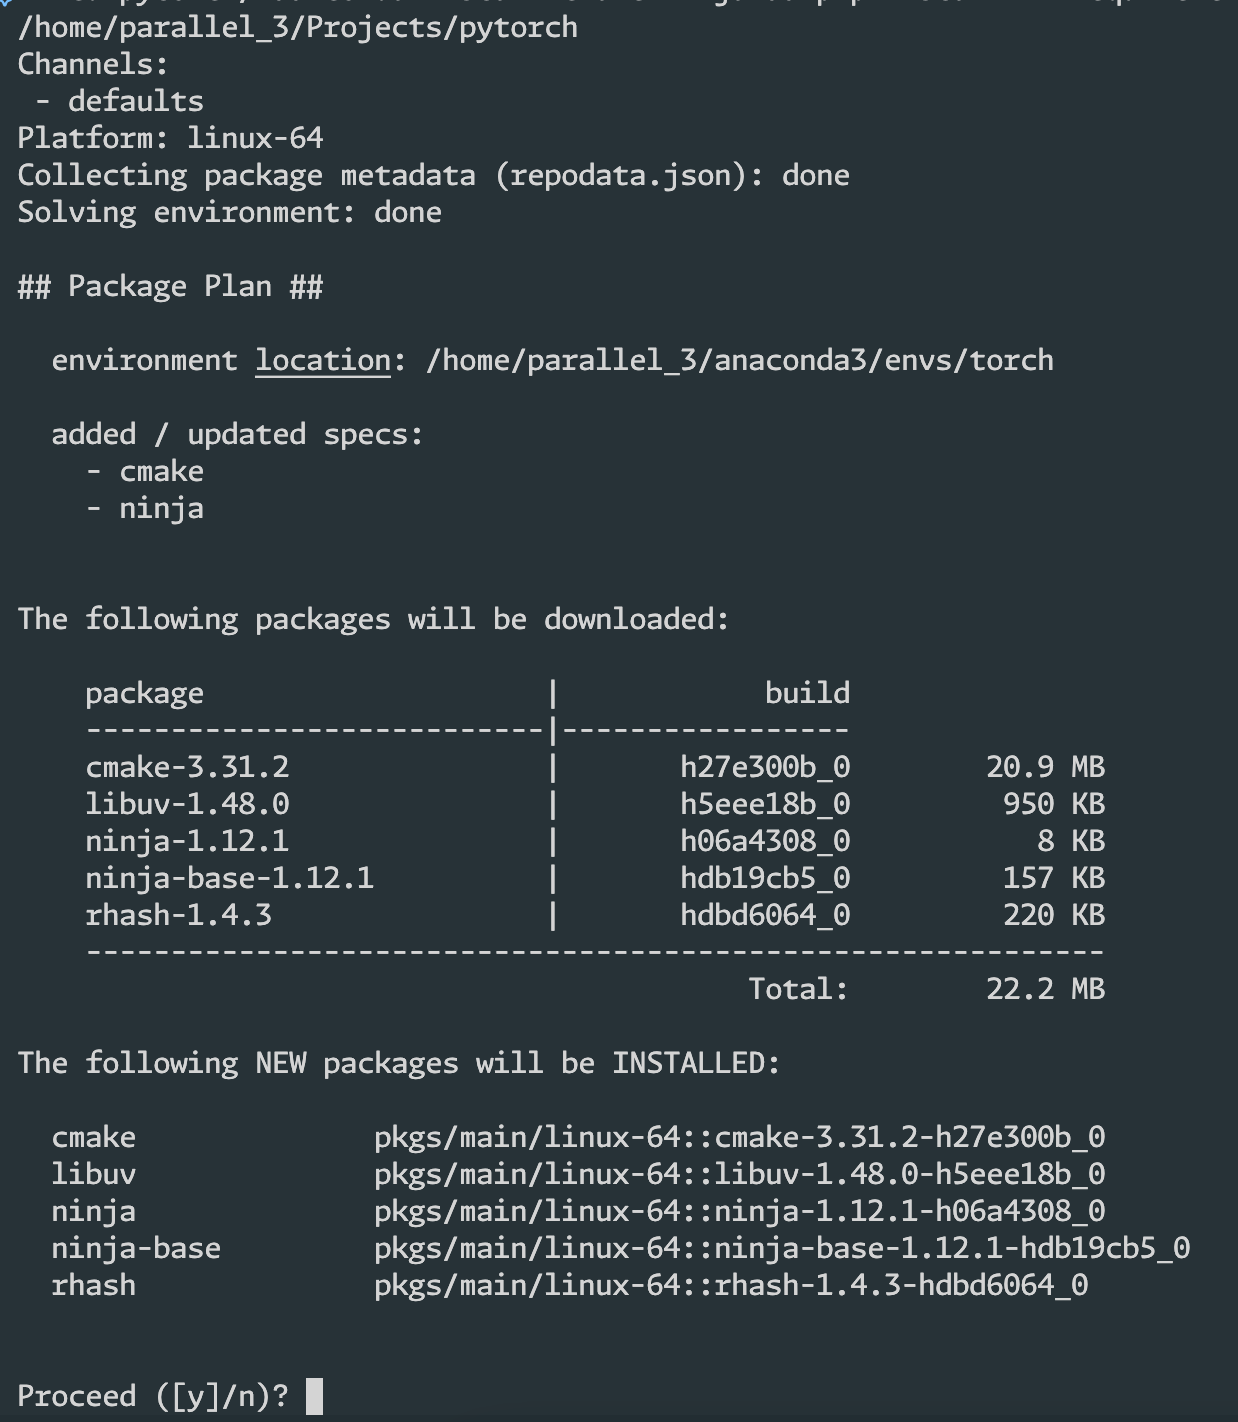 /home/parallel_3/Projects/pytorch
Channels:
 - defaults
Platform: linux-64
Collecting package metadata (repodata.json): done
Solving environment: done

## Package Plan ##

  environment location: /home/parallel_3/anaconda3/envs/torch

  added / updated specs:
    - cmake
    - ninja


The following packages will be downloaded:

    package                    |            build
    ---------------------------|-----------------
    cmake-3.31.2               |       h27e300b_0        20.9 MB
    libuv-1.48.0               |       h5eee18b_0         950 KB
    ninja-1.12.1               |       h06a4308_0           8 KB
    ninja-base-1.12.1          |       hdb19cb5_0         157 KB
    rhash-1.4.3                |       hdbd6064_0         220 KB
    ------------------------------------------------------------
                                           Total:        22.2 MB

The following NEW packages will be INSTALLED:

  cmake              pkgs/main/linux-64::cmake-3.31.2-h27e300b_0
  libuv              pkgs/main/linux-64::libuv-1.48.0-h5eee18b_0
  ninja              pkgs/main/linux-64::ninja-1.12.1-h06a4308_0
  ninja-base         pkgs/main/linux-64::ninja-base-1.12.1-hdb19cb5_0
  rhash              pkgs/main/linux-64::rhash-1.4.3-hdbd6064_0


Proceed ([y]/n)?